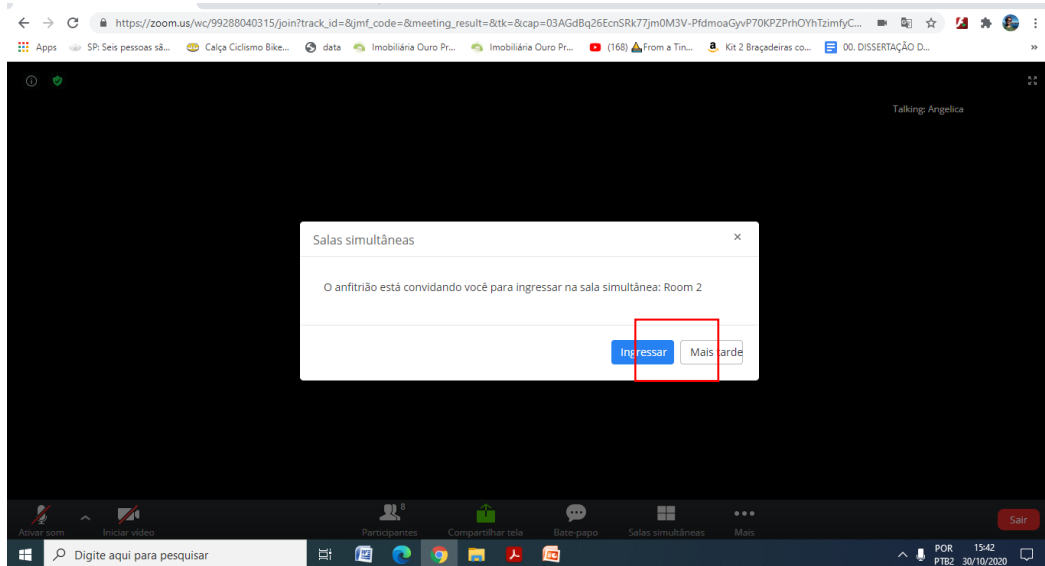 https://zoom.us/wc/99288040315/join?track_id=&jmf_code=&meeting_result=&tk=&cap=03AGdBq26EcnSRk77jm0M3V-PfdmoaGyvP70KPZPrhOYhTzimfyC...
Apps SP: Seis pessoas sã... Calça Ciclismo Bike... data Imobiliária Ouro Pr... Imobiliária Ouro Pr... (168) From a Tin... Kit 2 Braçadeiras co... 00. DISSERTAÇÃO D... »
Talking: Angelica
Salas simultâneas ×
O anfitrião está convidando você para ingressar na sala simultânea: Room 2
Ingressar Mais tarde
8
Ativar som Iniciar vídeo Participantes Compartilhar tela Bate-papo Salas simultâneas Mais Sair
Digite aqui para pesquisar POR 15:42
PTB2 30/10/2020